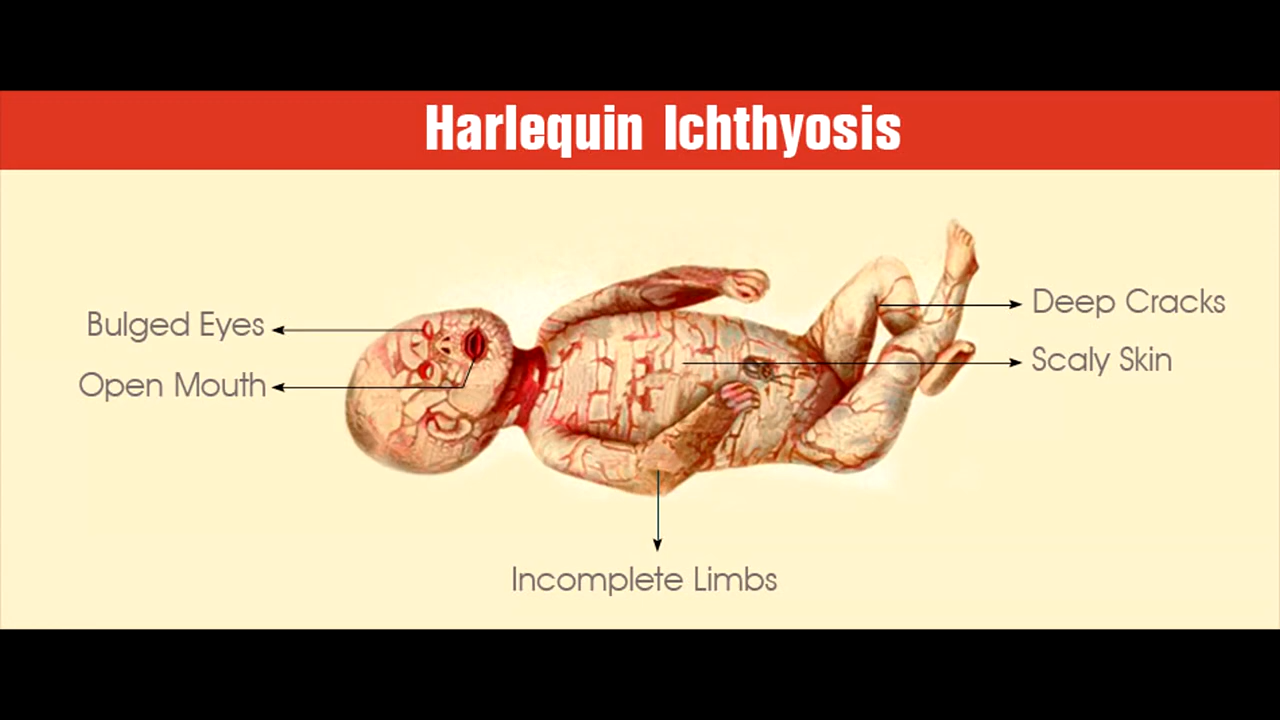 Harlequin Ichthyosis
Bulged Eyes
Open Mouth
Deep Cracks
Scaly Skin
Incomplete Limbs